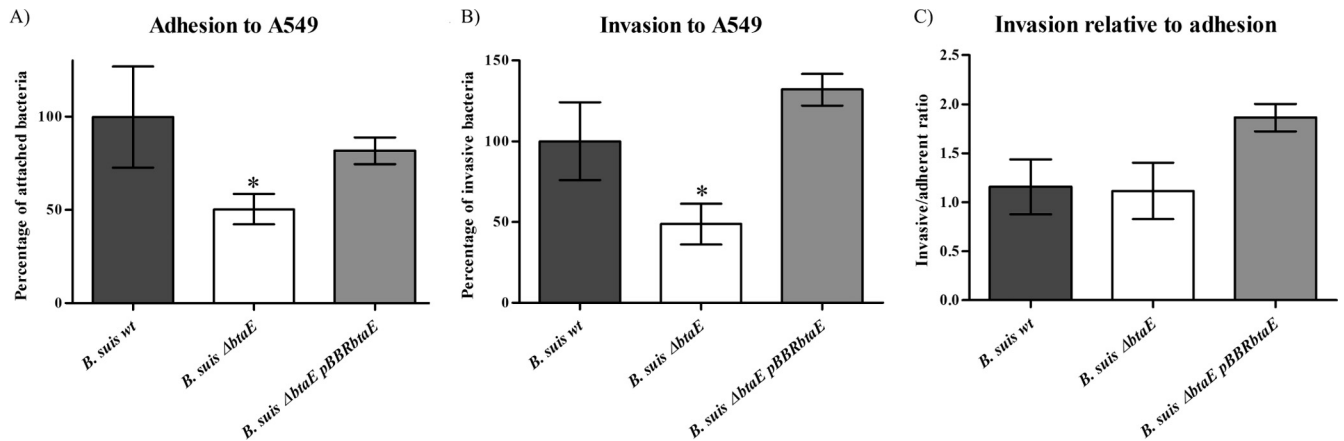 A)
Adhesion to A549
Percentage of attached bacteria
100
50
0
*
B. suis wt
B. suis ΔbtaE
B. suis ΔbtaE pBBRbtaE
B)
Invasion to A549
Percentage of invasive bacteria
150
100
50
0
*
B. suis wt
B. suis ΔbtaE
B. suis ΔbtaE pBBRbtaE
C)
Invasion relative to adhesion
Invasive/adherent ratio
2.5
2.0
1.5
1.0
0.5
0.0
B. suis wt
B. suis ΔbtaE
B. suis ΔbtaE pBBRbtaE